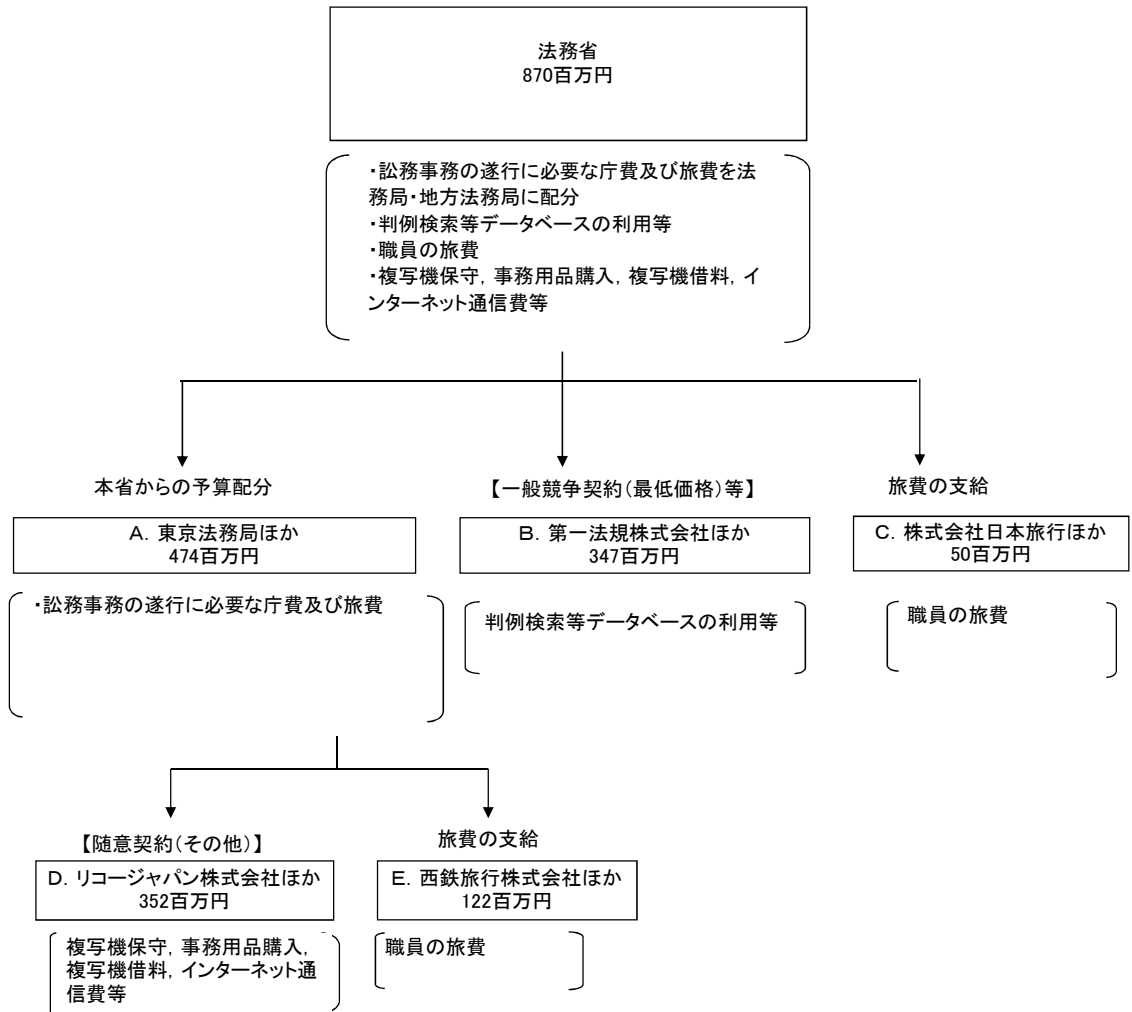 法務省
870百万円
・訟務事務の遂行に必要な庁費及び旅費を法
務局・地方法務局に配分
・判例検索等データベースの利用等
・職員の旅費
・複写機保守，事務用品購入，複写機借料，イ
ンターネット通信費等
本省からの予算配分
【一般競争契約（最低価格）等】
旅費の支給
A．東京法務局ほか
474百万円
B．第一法規株式会社ほか
347百万円
C．株式会社日本旅行ほか
50百万円
・訟務事務の遂行に必要な庁費及び旅費
判例検索等データベースの利用等
職員の旅費
【随意契約（その他）】
旅費の支給
D．リコージャパン株式会社ほか
352百万円
E．西鉄旅行株式会社ほか
122百万円
複写機保守，事務用品購入，
複写機借料，インターネット通
信費等
職員の旅費